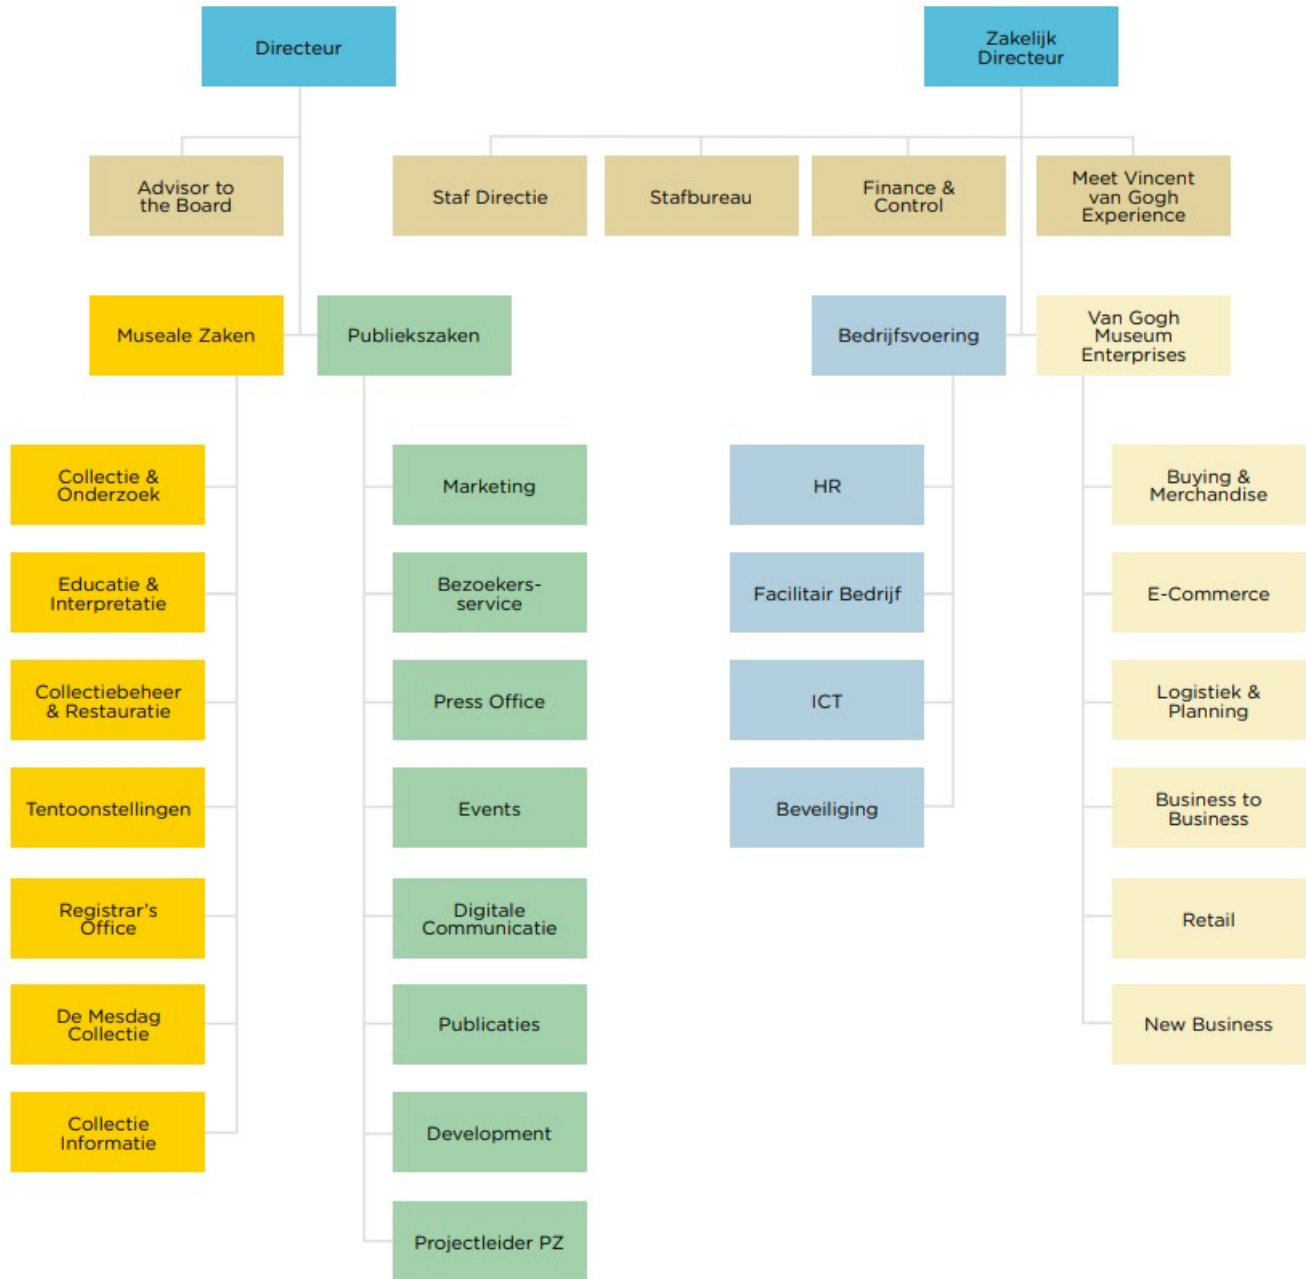 Directeur
Zakelijk
Directeur
Advisor to
the Board
Staf Directie
Stafbureau
Finance &
Control
Meet Vincent
van Gogh
Experience
Museale Zaken
Publiekszaken
Bedrijfsvoering
Van Gogh
Museum
Enterprises
Collectie &
Onderzoek
Educatie &
Interpretatie
Collectiebeheer
& Restauratie
Tentoonstellingen
Registrar’s
Office
De Mesdag
Collectie
Collectie
Informatie
Marketing
Bezoekers-
service
Press Office
Events
Digitale
Communicatie
Publicaties
Development
Projectleider PZ
HR
Facilitair Bedrijf
ICT
Beveiliging
Buying &
Merchandise
E-Commerce
Logistiek &
Planning
Business to
Business
Retail
New Business